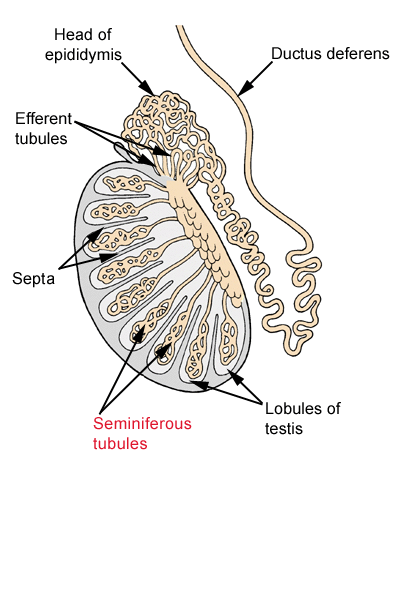 Head of
epididymis
Ductus deferens
Efferent
tubules
Septa
Seminiferous
tubules
Lobules of
testis